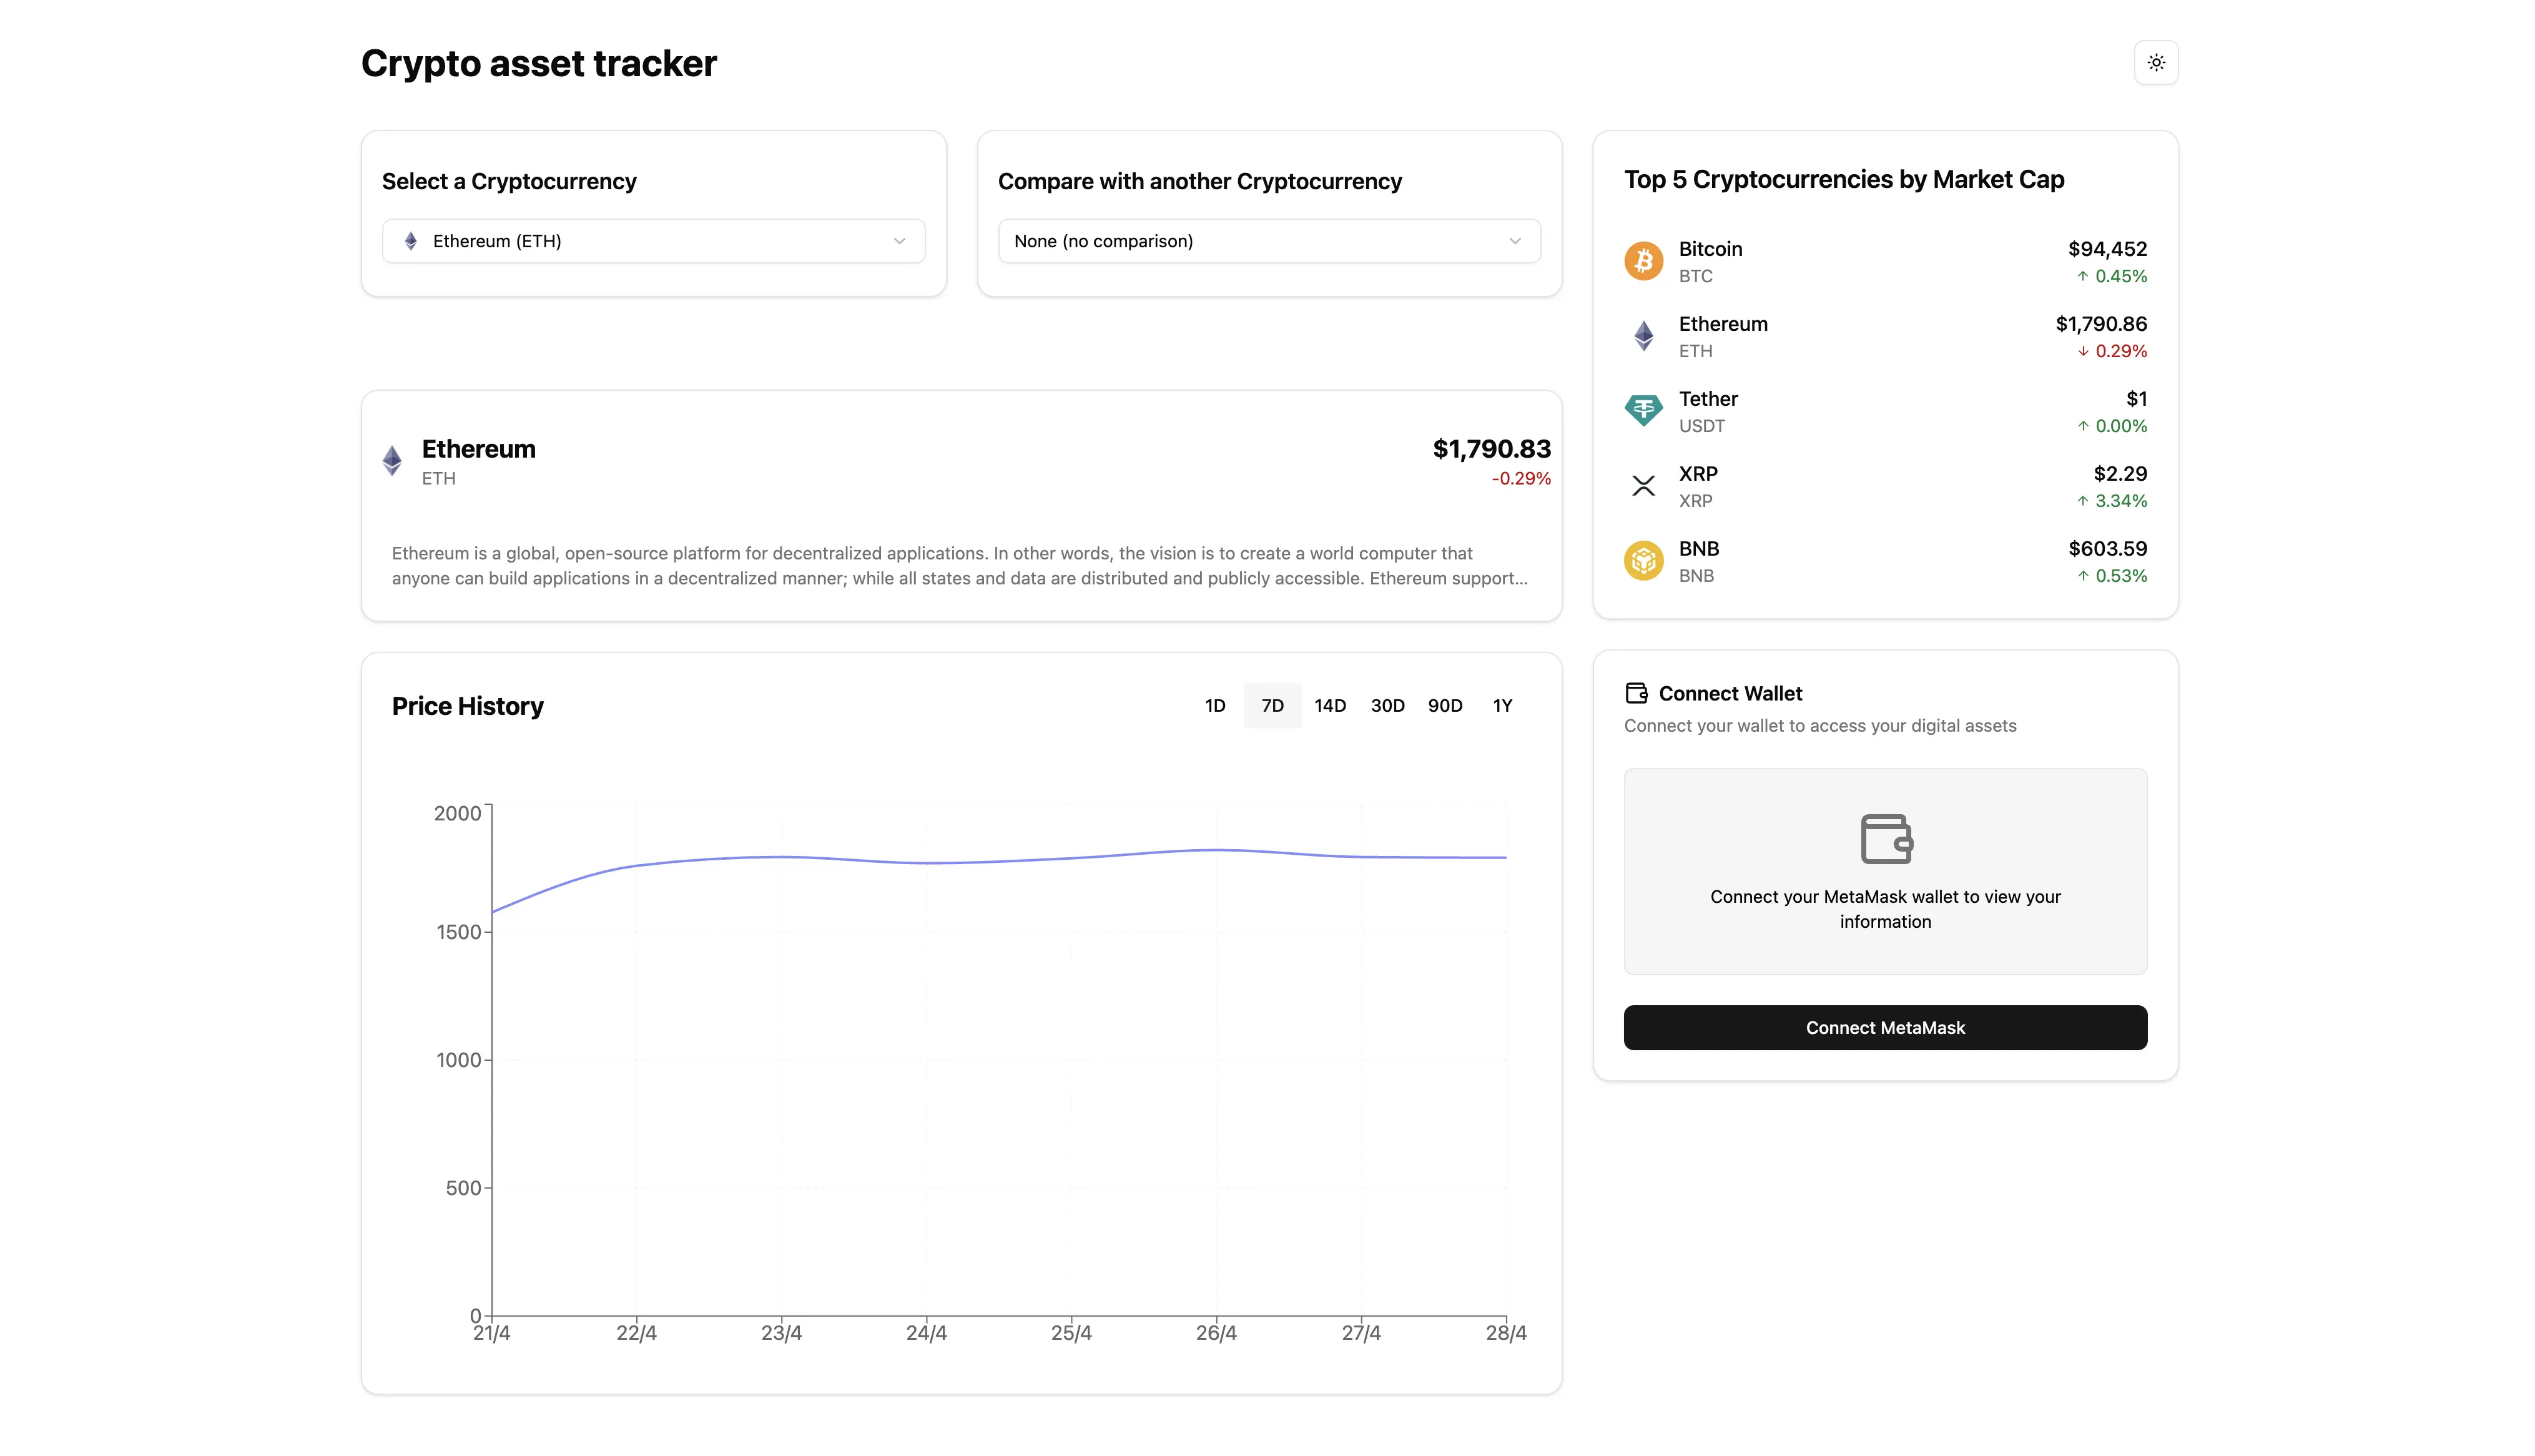 Crypto asset tracker
Select a Cryptocurrency
Ethereum (ETH)
Compare with another Cryptocurrency
None (no comparison)
Ethereum
ETH
$1,790.83
-0.29%
Ethereum is a global, open-source platform for decentralized applications. In other words, the vision is to create a world computer that
anyone can build applications in a decentralized manner; while all states and data are distributed and publicly accessible. Ethereum support...
Price History
1D 7D 14D 30D 90D 1Y
2000
1500
1000
500
0
21/4 22/4 23/4 24/4 25/4 26/4 27/4 28/4
Top 5 Cryptocurrencies by Market Cap
Bitcoin $94,452
BTC ↑ 0.45%
Ethereum $1,790.86
ETH ↓ 0.29%
Tether $1
USDT ↑ 0.00%
XRP $2.29
XRP ↑ 3.34%
BNB $603.59
BNB ↑ 0.53%
Connect Wallet
Connect your wallet to access your digital assets
Connect your MetaMask wallet to view your
information
Connect MetaMask